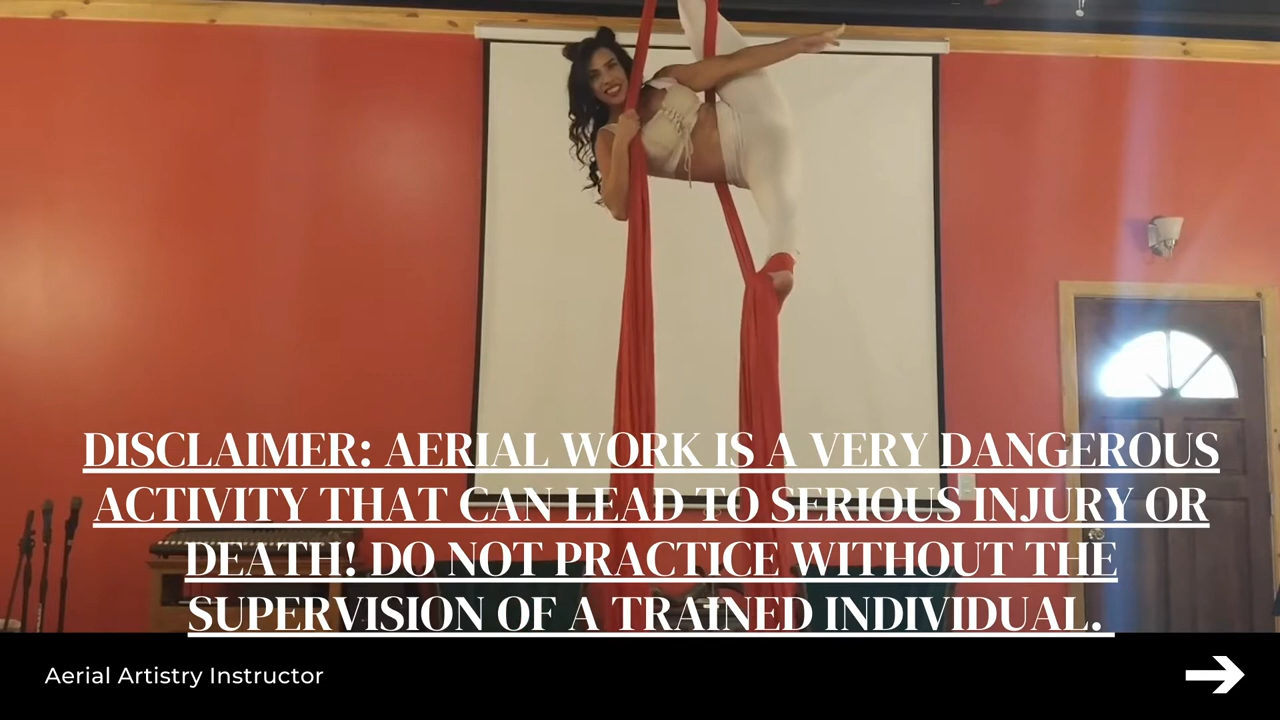 DISCLAIMER: AERIAL WORK IS A VERY DANGEROUS
ACTIVITY THAT CAN LEAD TO SERIOUS INJURY OR
DEATH! DO NOT PRACTICE WITHOUT THE
SUPERVISION OF A TRAINED INDIVIDUAL.
Aerial Artistry Instructor